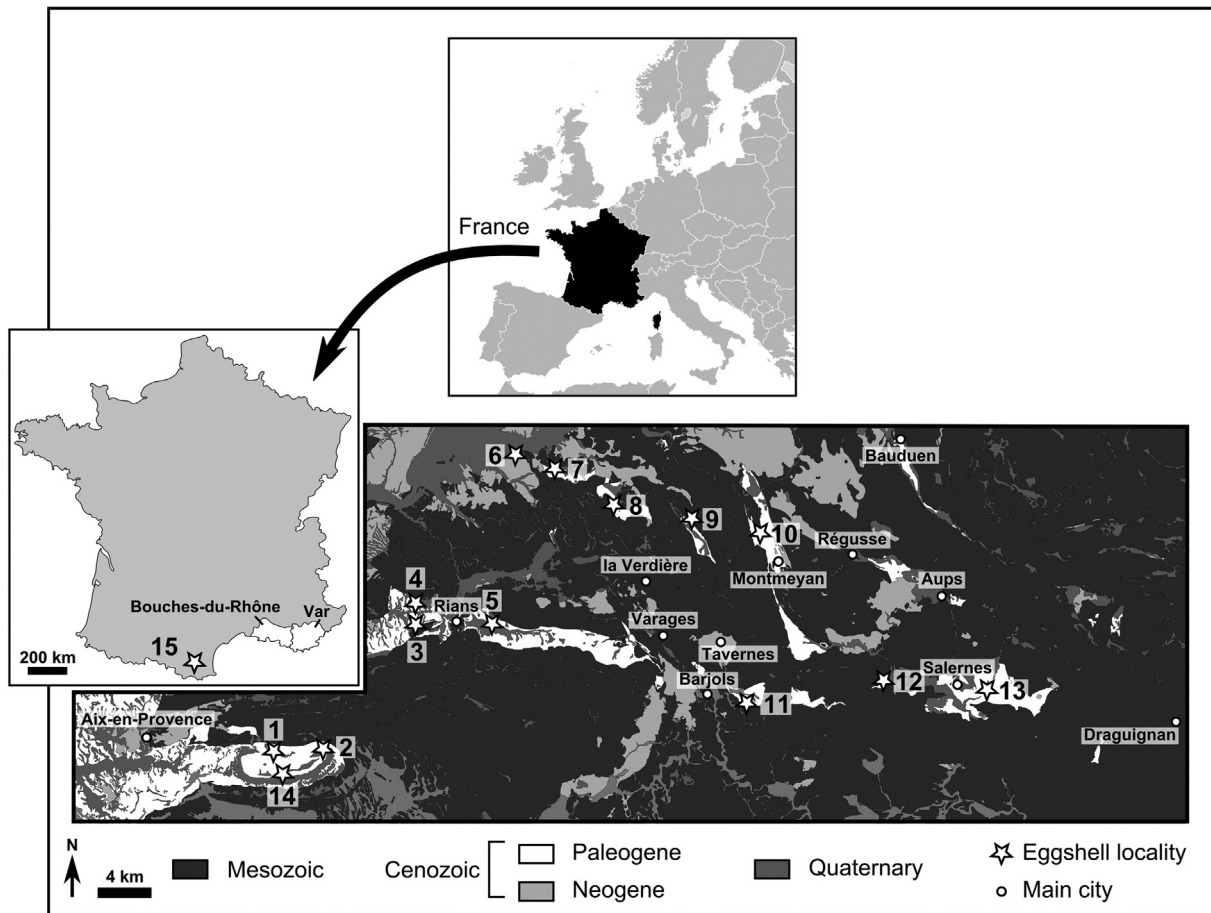 France
Bouches-du-Rhône
Var
15
200 km
6
7
8
9
10
Bauduen
Régusse
la Verdière
Montmeyan
Aups
4
Rians
5
3
Varages
Tavernes
Barjols
11
12
Salernes
13
Draguignan
Aix-en-Provence
1
2
14
N
4 km
Mesozoic
Cenozoic
Paleogene
Neogene
Quaternary
Eggshell locality
Main city